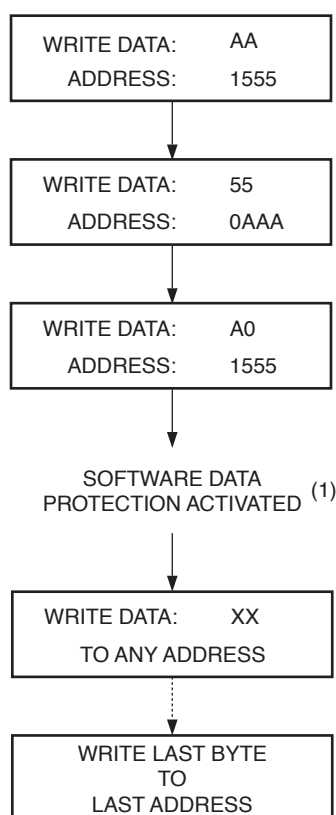 WRITE DATA: AA
ADDRESS: 1555
WRITE DATA: 55
ADDRESS: 0AAA
WRITE DATA: A0
ADDRESS: 1555
SOFTWARE DATA
PROTECTION ACTIVATED (1)
WRITE DATA: XX
TO ANY ADDRESS
WRITE LAST BYTE
TO
LAST ADDRESS